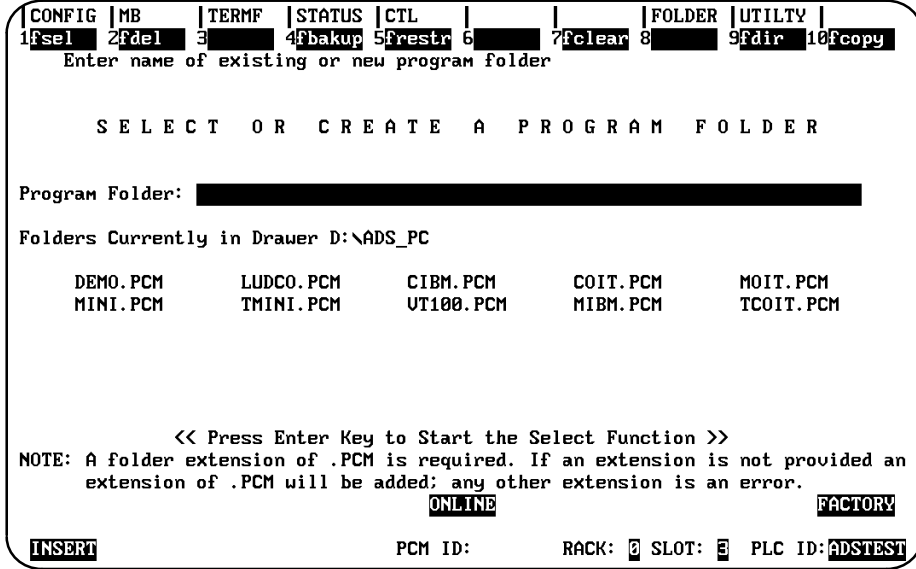 CONFIG |MB |TERMF |STATUS |CTL | | |FOLDER |UTILTY |
1fsel 2fdel 3 4fbakup 5frestr 6 7fclear 8 9fdir 10fcopy
Enter name of existing or new program folder
S E L E C T O R C R E A T E A P R O G R A M F O L D E R
Program Folder:
Folders Currently in Drawer D:\ADS_PC
DEMO.PCM LUDCO.PCM CIBM.PCM COIT.PCM MOIT.PCM
MINI.PCM TMINI.PCM VT100.PCM MIBM.PCM TCOIT.PCM
<< Press Enter Key to Start the Select Function >>
NOTE: A folder extension of .PCM is required. If an extension is not provided an
extension of .PCM will be added; any other extension is an error.
ONLINE FACTORY
INSERT PCM ID: RACK: 0 SLOT: 3 PLC ID:ADSTEST